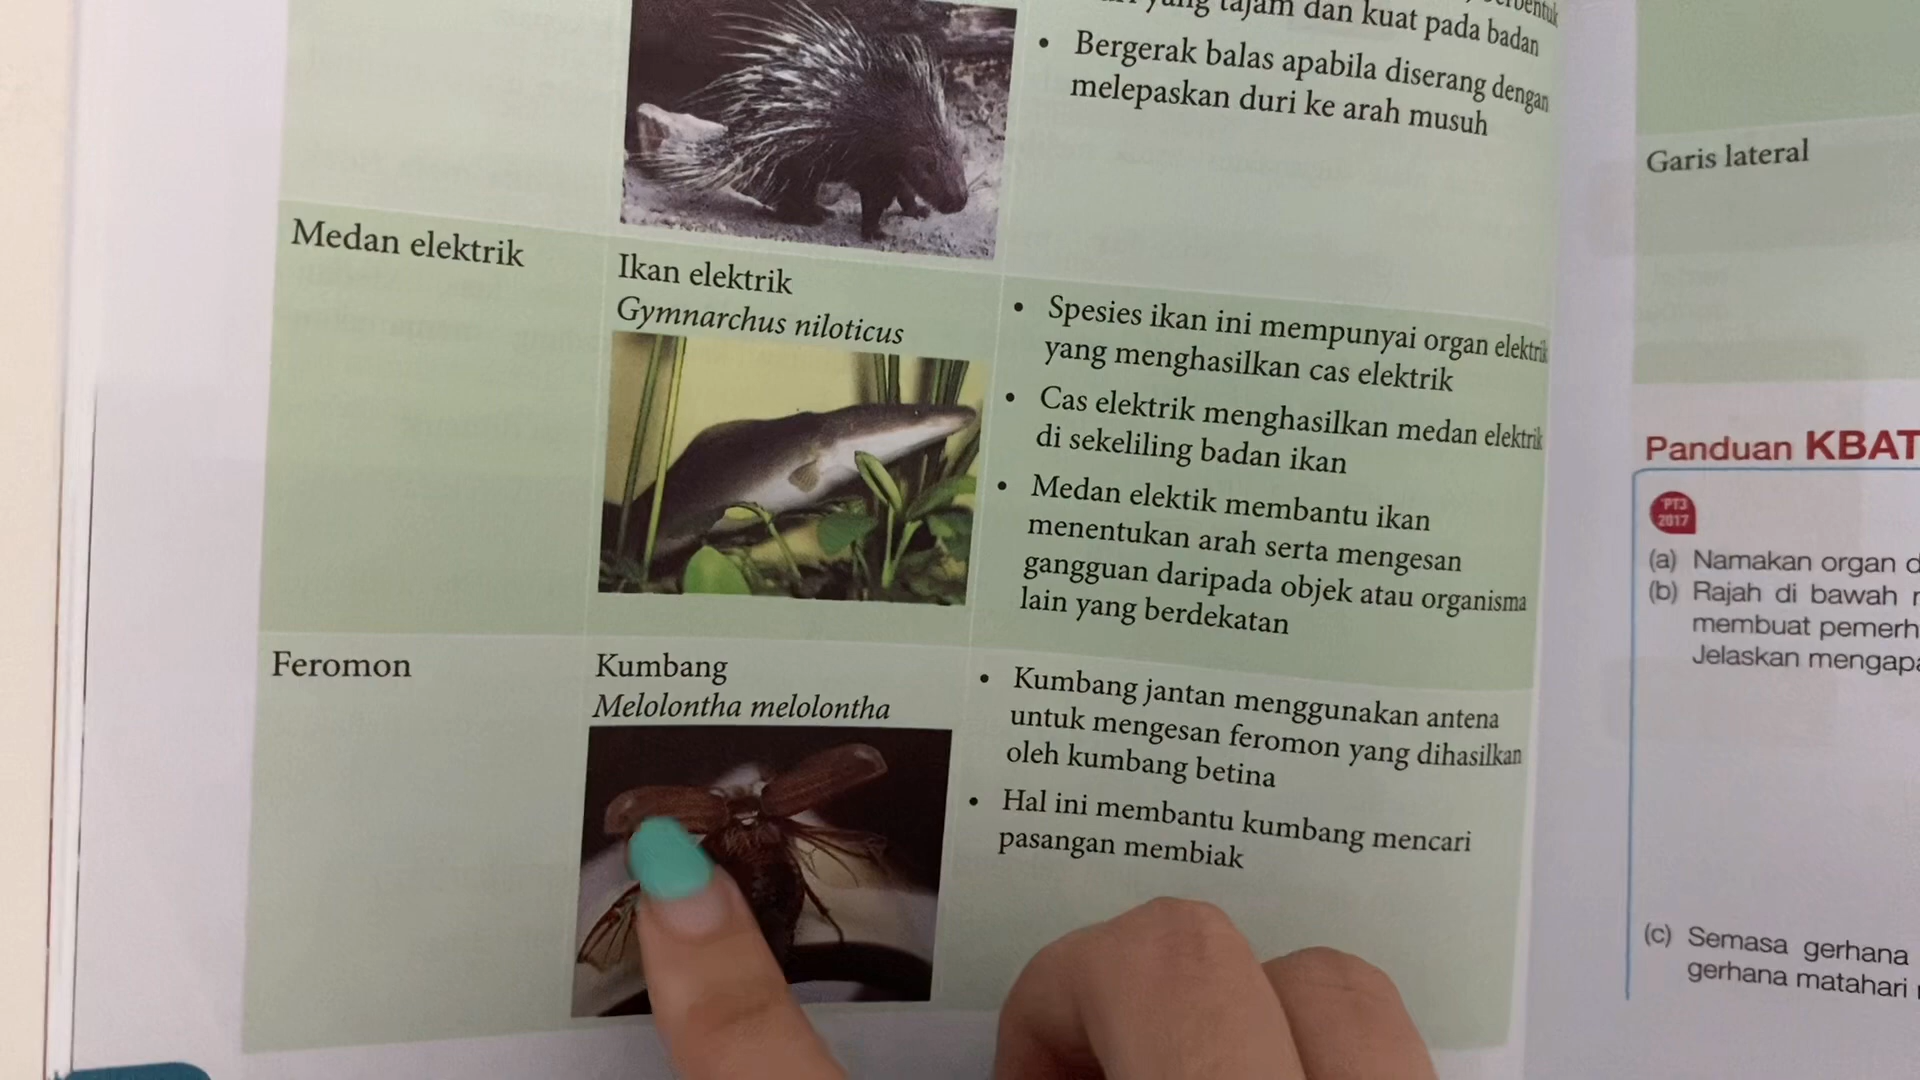 yang tajam dan kuat pada badan
• Bergerak balas apabila diserang dengan
melepaskan duri ke arah musuh
Medan elektrik
Ikan elektrik
Gymnarchus niloticus
• Spesies ikan ini mempunyai organ elektrik
yang menghasilkan cas elektrik
• Cas elektrik menghasilkan medan elektrik
di sekeliling badan ikan
• Medan elektik membantu ikan
menentukan arah serta mengesan
gangguan daripada objek atau organisma
lain yang berdekatan
Feromon
Kumbang
Melolontha melolontha
• Kumbang jantan menggunakan antena
untuk mengesan feromon yang dihasilkan
oleh kumbang betina
• Hal ini membantu kumbang mencari
pasangan membiak
Garis lateral
Panduan KBAT
PT3
2017
(a) Namakan organ
(b) Rajah di bawah
membuat
Jelaskan
(c) Semasa gerhana
gerhana matahari